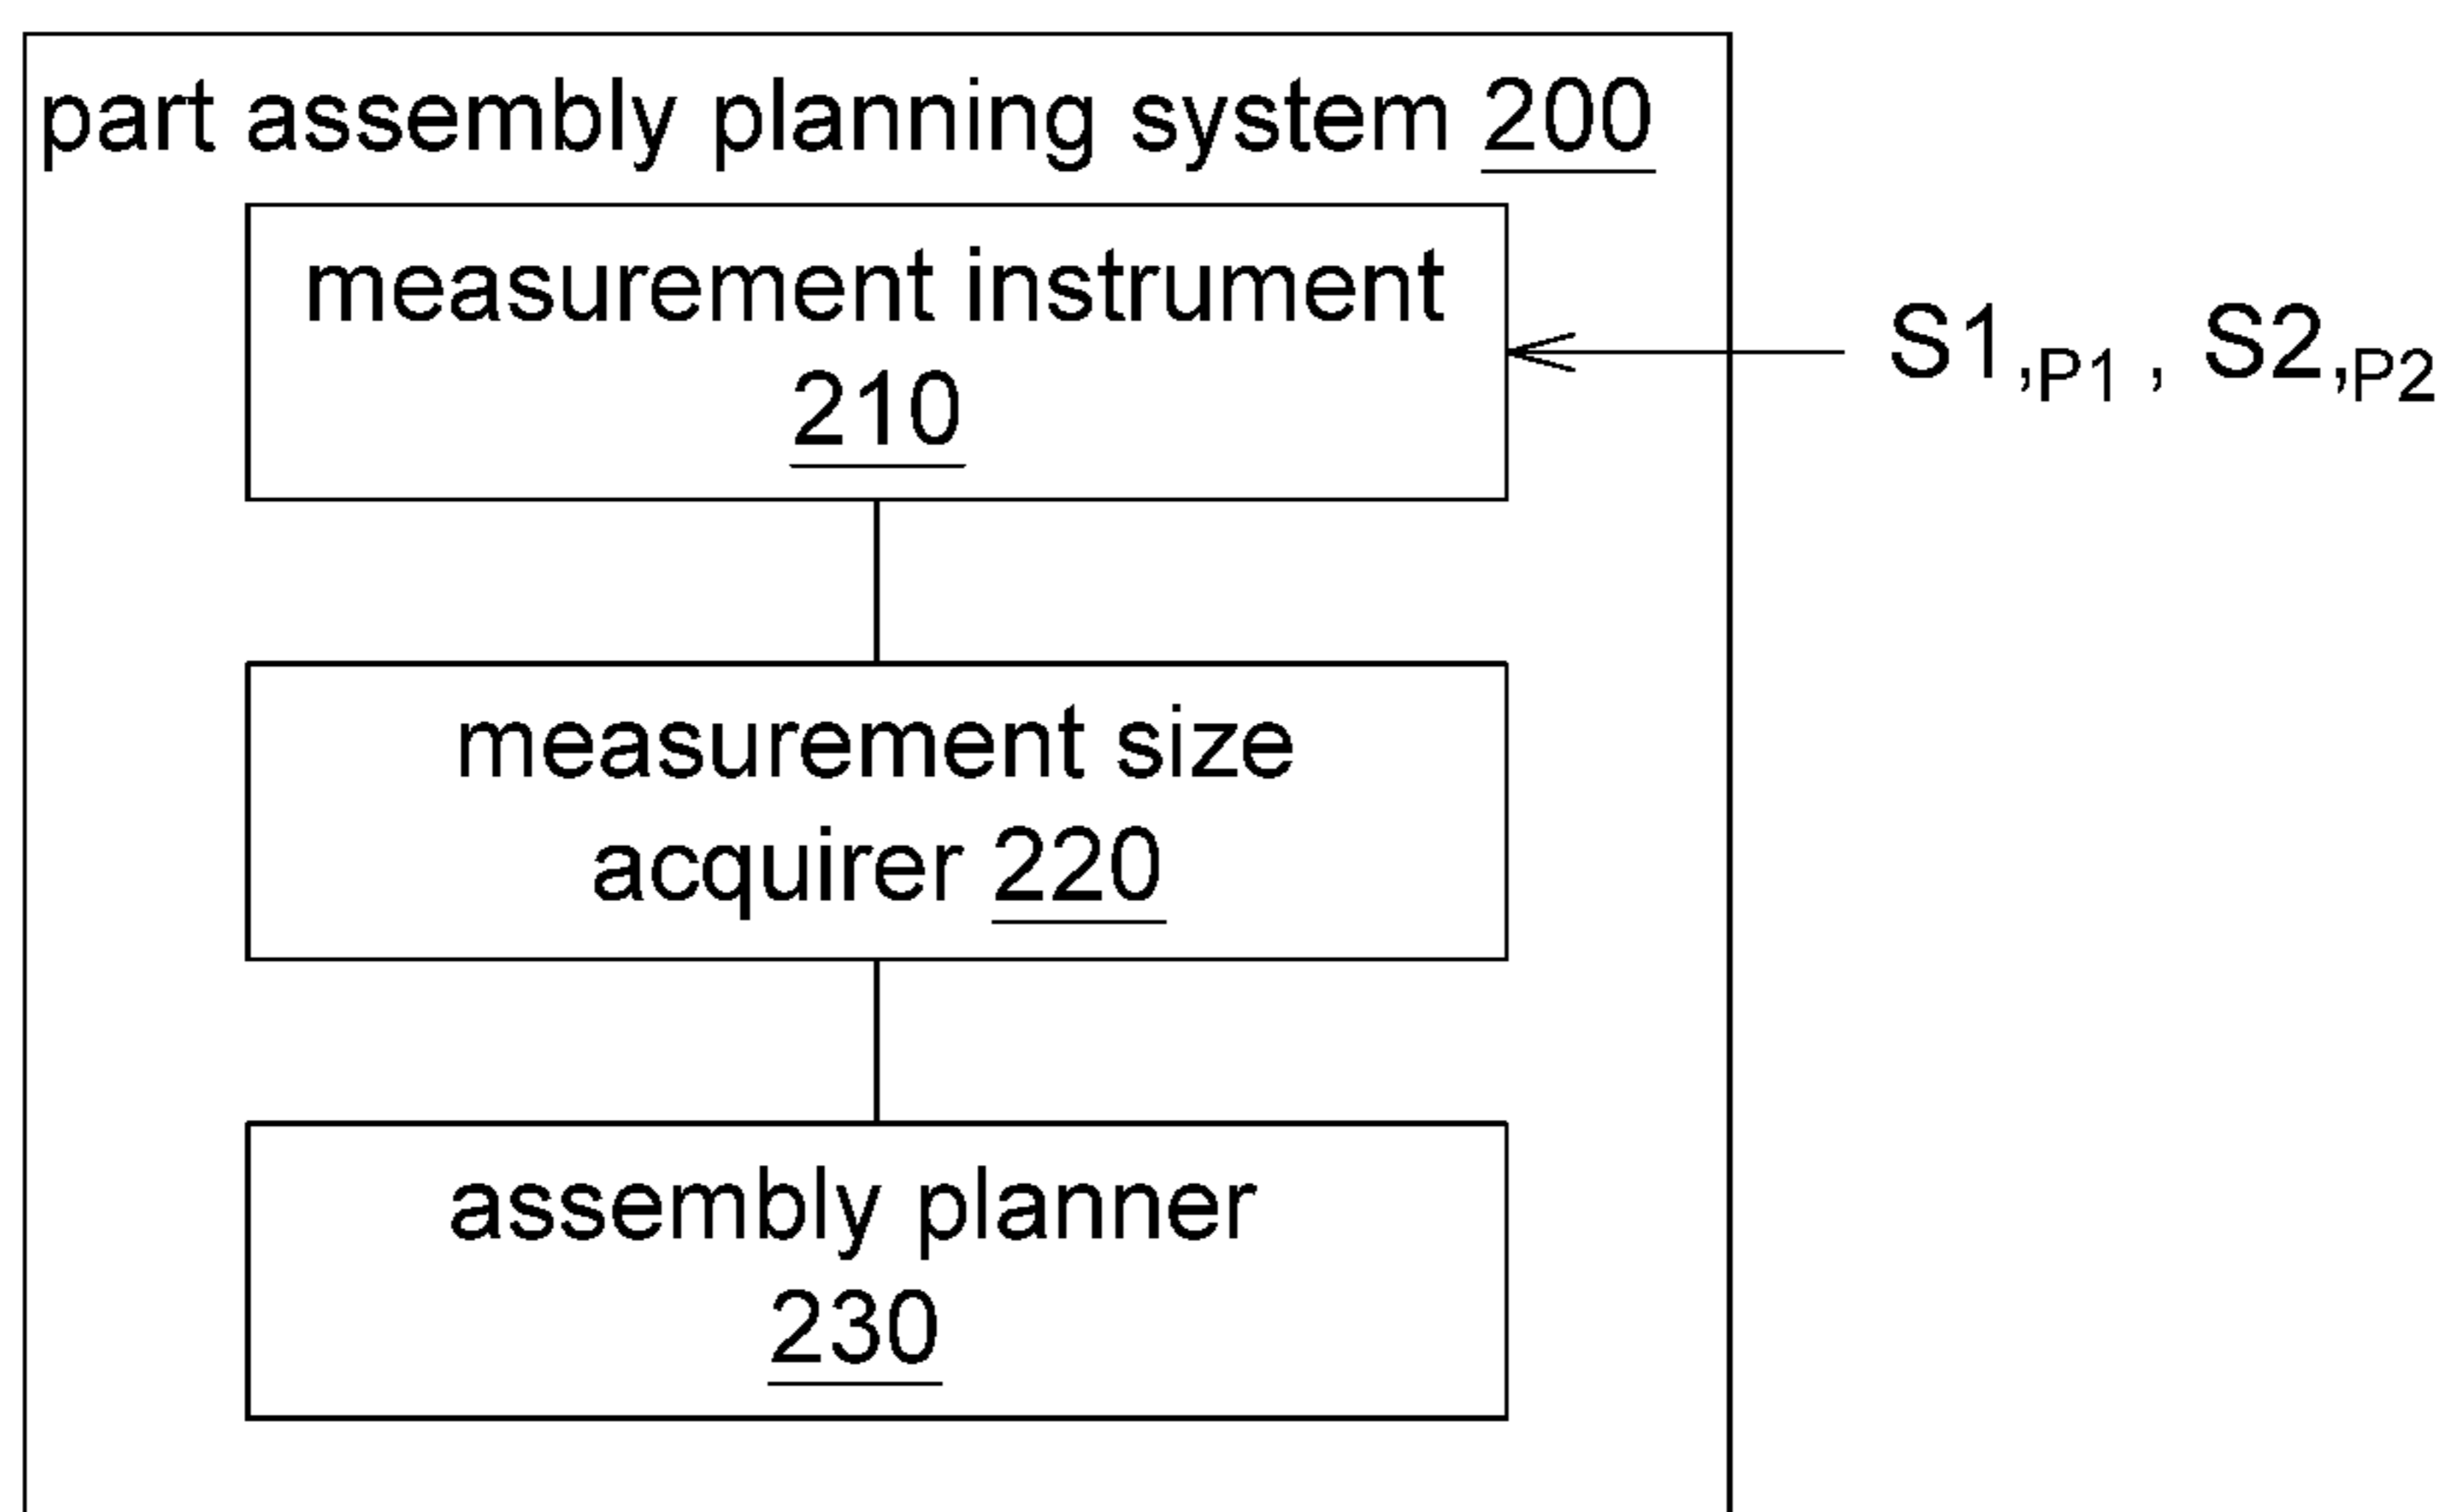 part assembly planning system 200
measurement instrument
210
S1,P1 , S2,P2
measurement size
acquirer 220
assembly planner
230